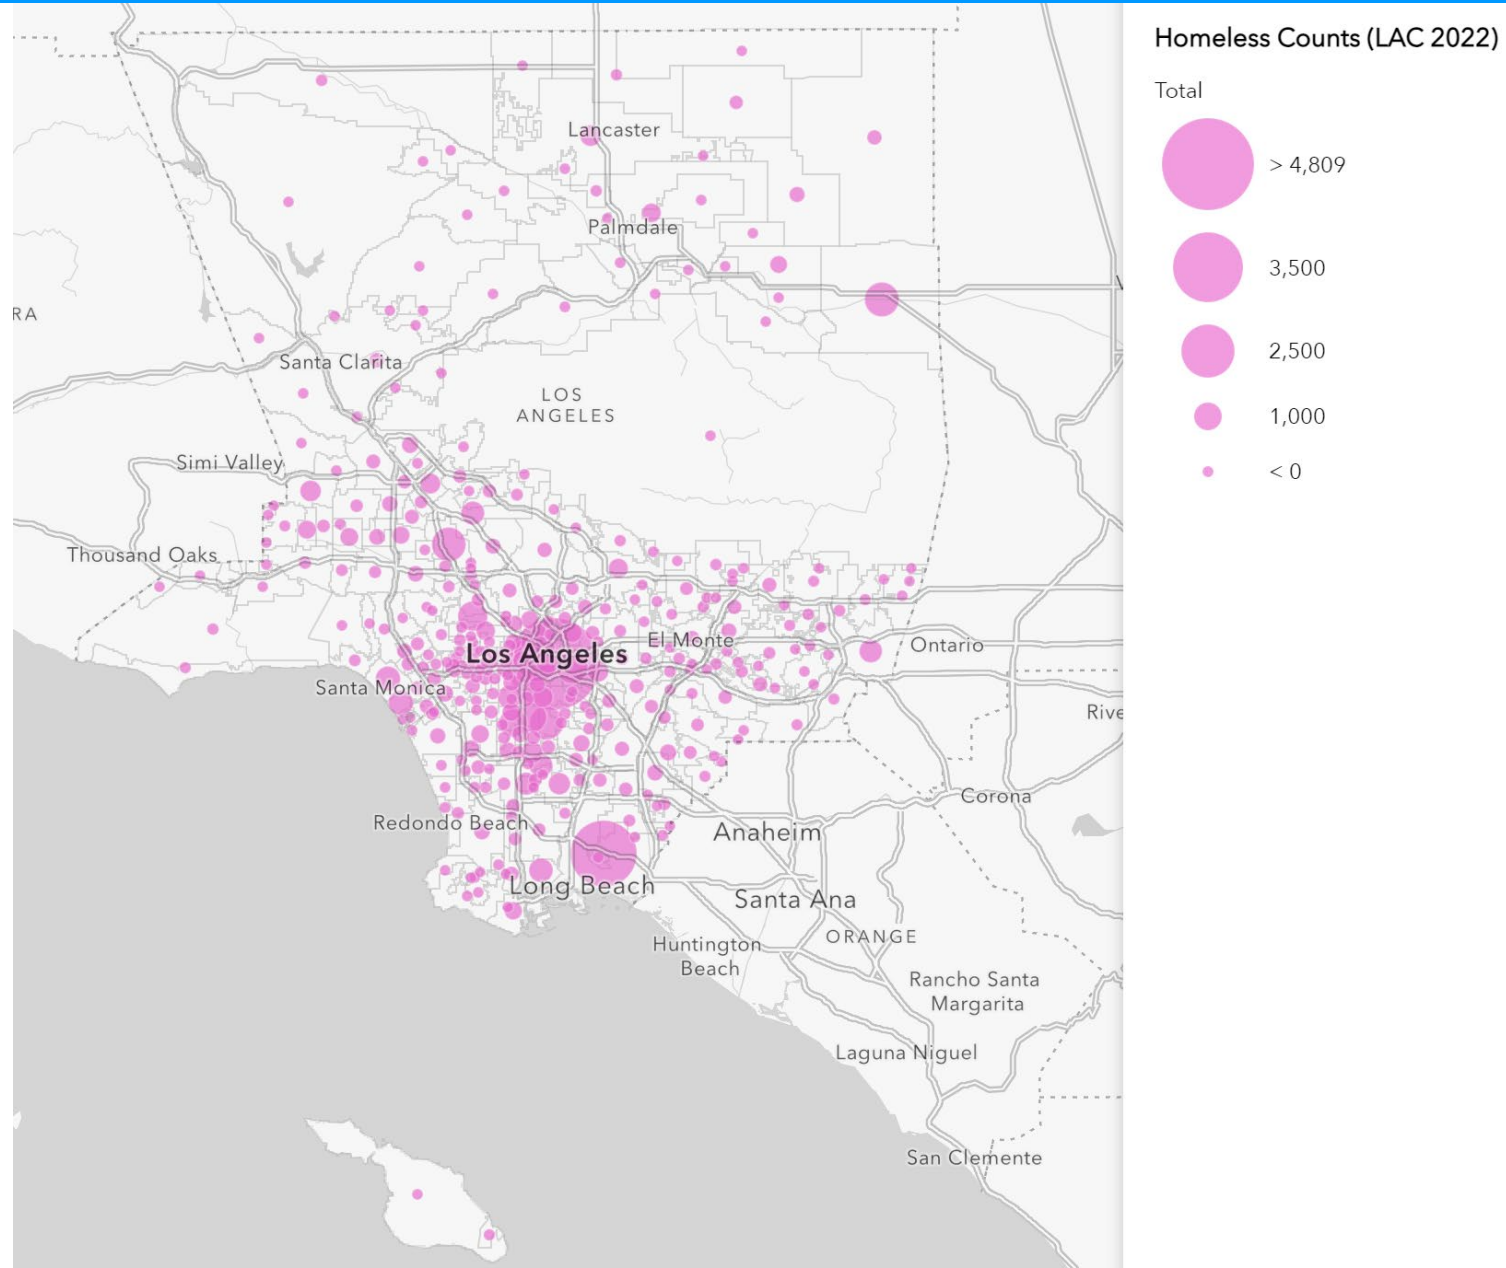 Homeless Counts (LAC 2022)
Total
> 4,809
3,500
2,500
1,000
< 0
Lancaster
Palmdale
RA
Santa Clarita
LOS
ANGELES
Simi Valley
Thousand Oaks
El Monte
Ontario
Los Angeles
Santa Monica
Rive
Corona
Redondo Beach
Anaheim
Long Beach
Santa Ana
ORANGE
Huntington
Beach
Rancho Santa
Margarita
Laguna Niguel
San Clemente